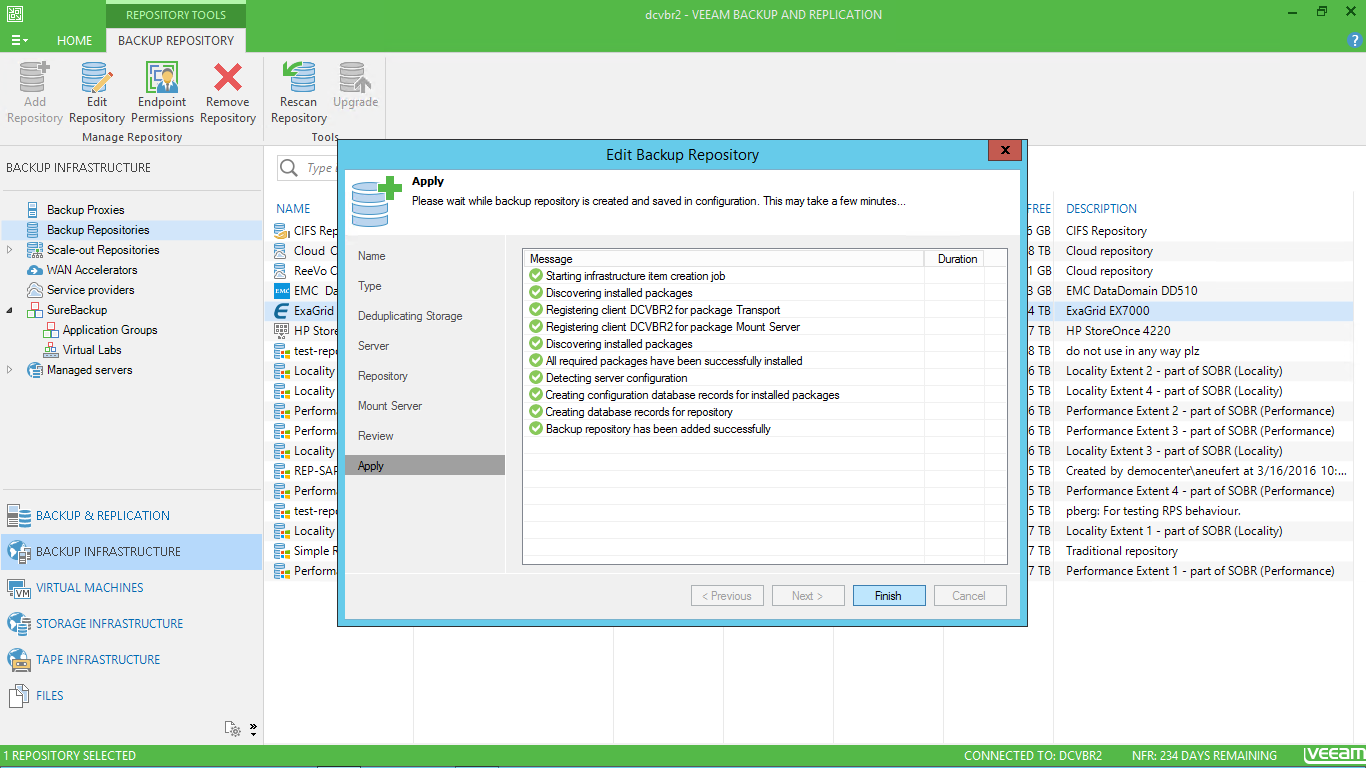 REPOSITORY TOOLS
dcvbr2 - VEEAM BACKUP AND REPLICATION
HOME
BACKUP REPOSITORY
?
Add Repository
Edit Repository
Endpoint Permissions
Remove Repository
Rescan Repository
Upgrade
Manage Repository
Tools
BACKUP INFRASTRUCTURE
Backup Proxies
Backup Repositories
Scale-out Repositories
WAN Accelerators
Service providers
SureBackup
Application Groups
Virtual Labs
Managed servers
BACKUP & REPLICATION
BACKUP INFRASTRUCTURE
VIRTUAL MACHINES
STORAGE INFRASTRUCTURE
TAPE INFRASTRUCTURE
FILES
Type
NAME
CIFS Rep
Cloud
ReeVo C
EMC Da
ExaGrid
HP Store
test-repo
Locality
Locality
Performa
Performa
Locality
REP-SAP
Performa
test-repo
Locality
Simple R
Performa
Edit Backup Repository
x
Apply
Please wait while backup repository is created and saved in configuration. This may take a few minutes...
Name
Type
Deduplicating Storage
Server
Repository
Mount Server
Review
Apply
Message Duration
Starting infrastructure item creation job
Discovering installed packages
Registering client DCVBR2 for package Transport
Registering client DCVBR2 for package Mount Server
Discovering installed packages
All required packages have been successfully installed
Detecting server configuration
Creating configuration database records for installed packages
Creating database records for repository
Backup repository has been added successfully
< Previous
Next >
Finish
Cancel
FREE DESCRIPTION
6 GB CIFS Repository
8 TB Cloud repository
1 GB Cloud repository
3 GB EMC DataDomain DD510
4 TB ExaGrid EX7000
7 TB HP StoreOnce 4220
8 TB do not use in any way plz
6 TB Locality Extent 2 - part of SOBR (Locality)
5 TB Locality Extent 4 - part of SOBR (Locality)
6 TB Performance Extent 2 - part of SOBR (Performance)
6 TB Performance Extent 3 - part of SOBR (Performance)
6 TB Locality Extent 3 - part of SOBR (Locality)
5 TB Created by democenter\aneufert at 3/16/2016 10:...
5 TB Performance Extent 4 - part of SOBR (Performance)
5 TB pberg: For testing RPS behaviour.
7 TB Locality Extent 1 - part of SOBR (Locality)
7 TB Traditional repository
7 TB Performance Extent 1 - part of SOBR (Performance)
1 REPOSITORY SELECTED
CONNECTED TO: DCVBR2
NFR: 234 DAYS REMAINING
veeam